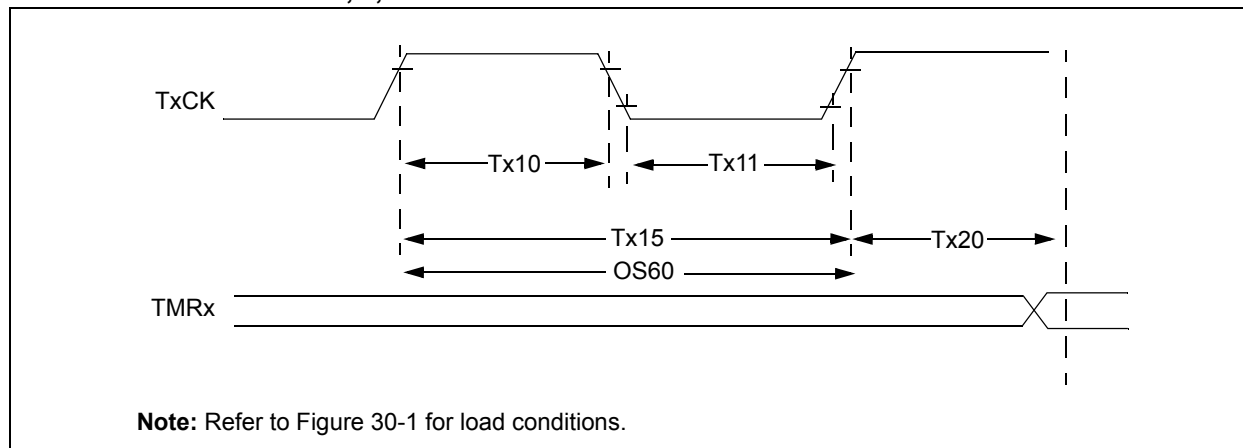 TxCK
Tx10
Tx11
Tx15
Tx20
OS60
TMRx
Note: Refer to Figure 30-1 for load conditions.